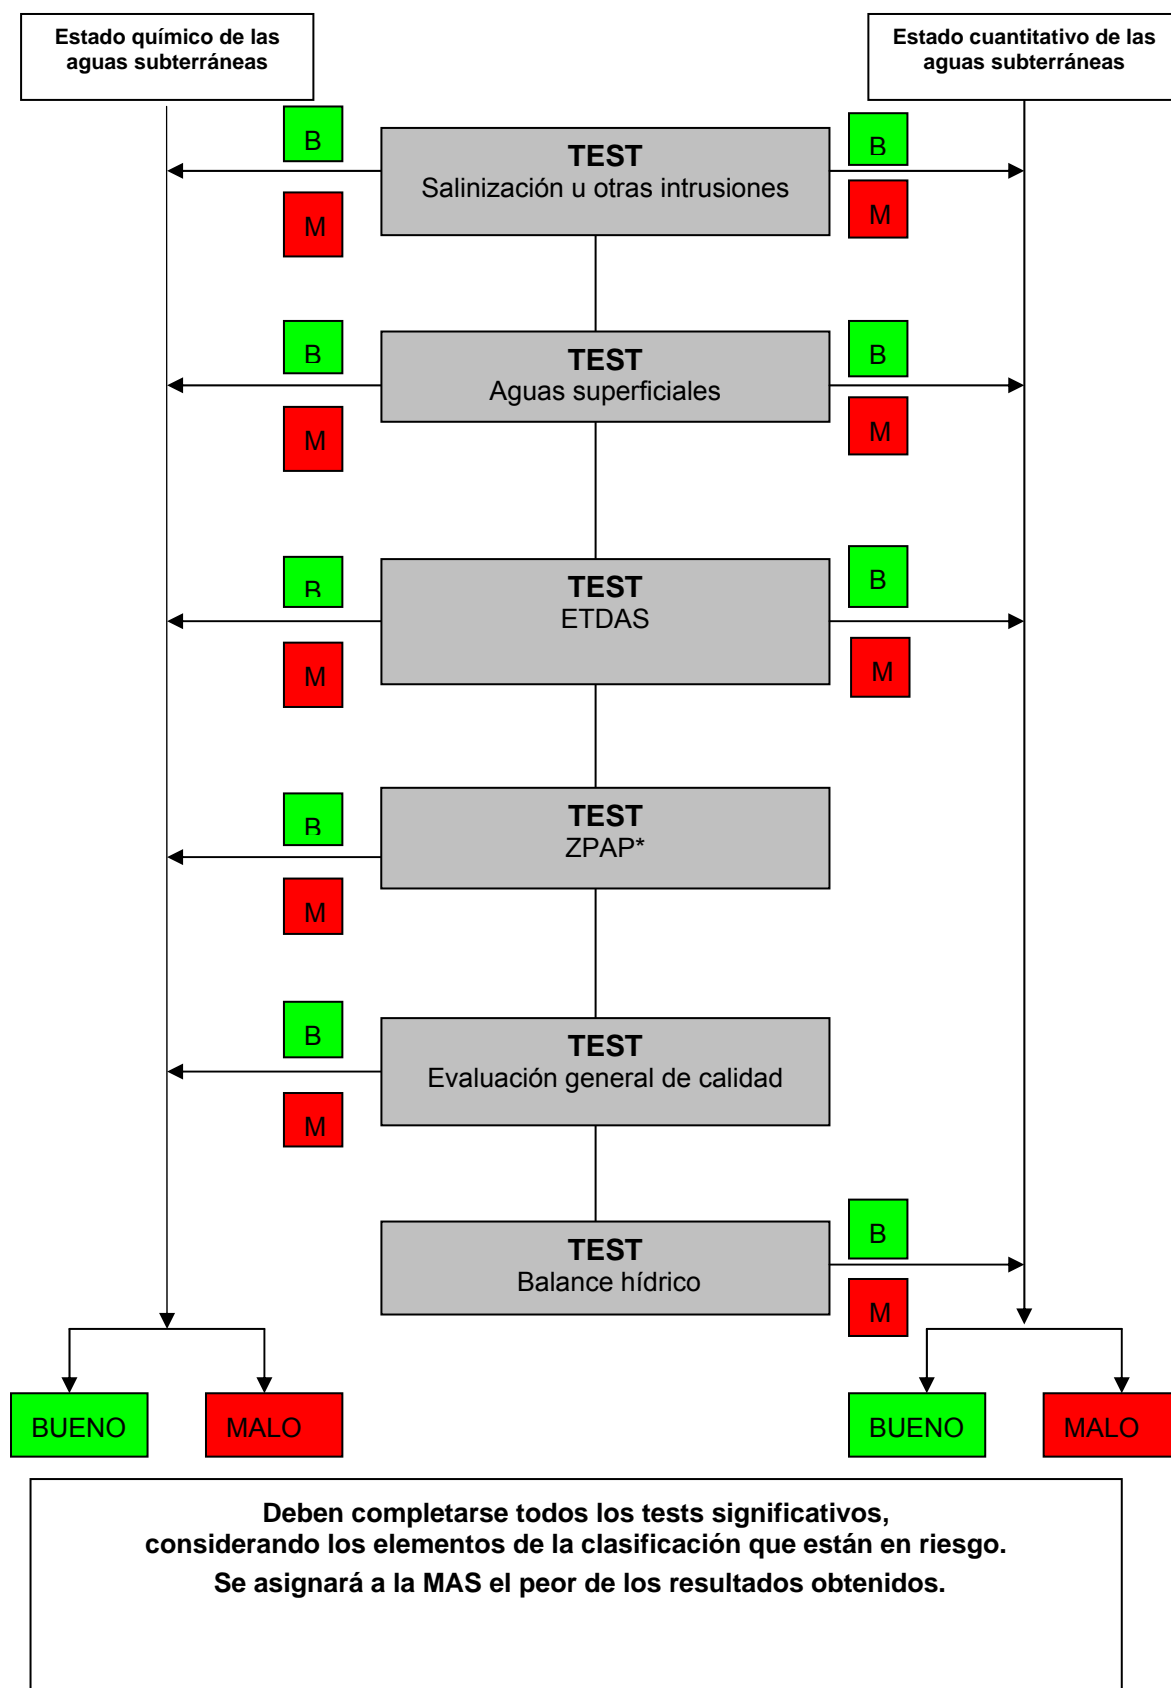 Estado químico de las
aguas subterráneas
Estado cuantitativo de las
aguas subterráneas
B
M
TEST
Salinización u otras intrusiones
B
M
B
M
TEST
Aguas superficiales
B
M
B
M
TEST
ETDAS
B
M
B
M
TEST
ZPAP*
B
M
TEST
Evaluación general de calidad
TEST
Balance hídrico
B
M
BUENO
MALO
BUENO
MALO
Deben completarse todos los tests significativos,
considerando los elementos de la clasificación que están en riesgo.
Se asignará a la MAS el peor de los resultados obtenidos.